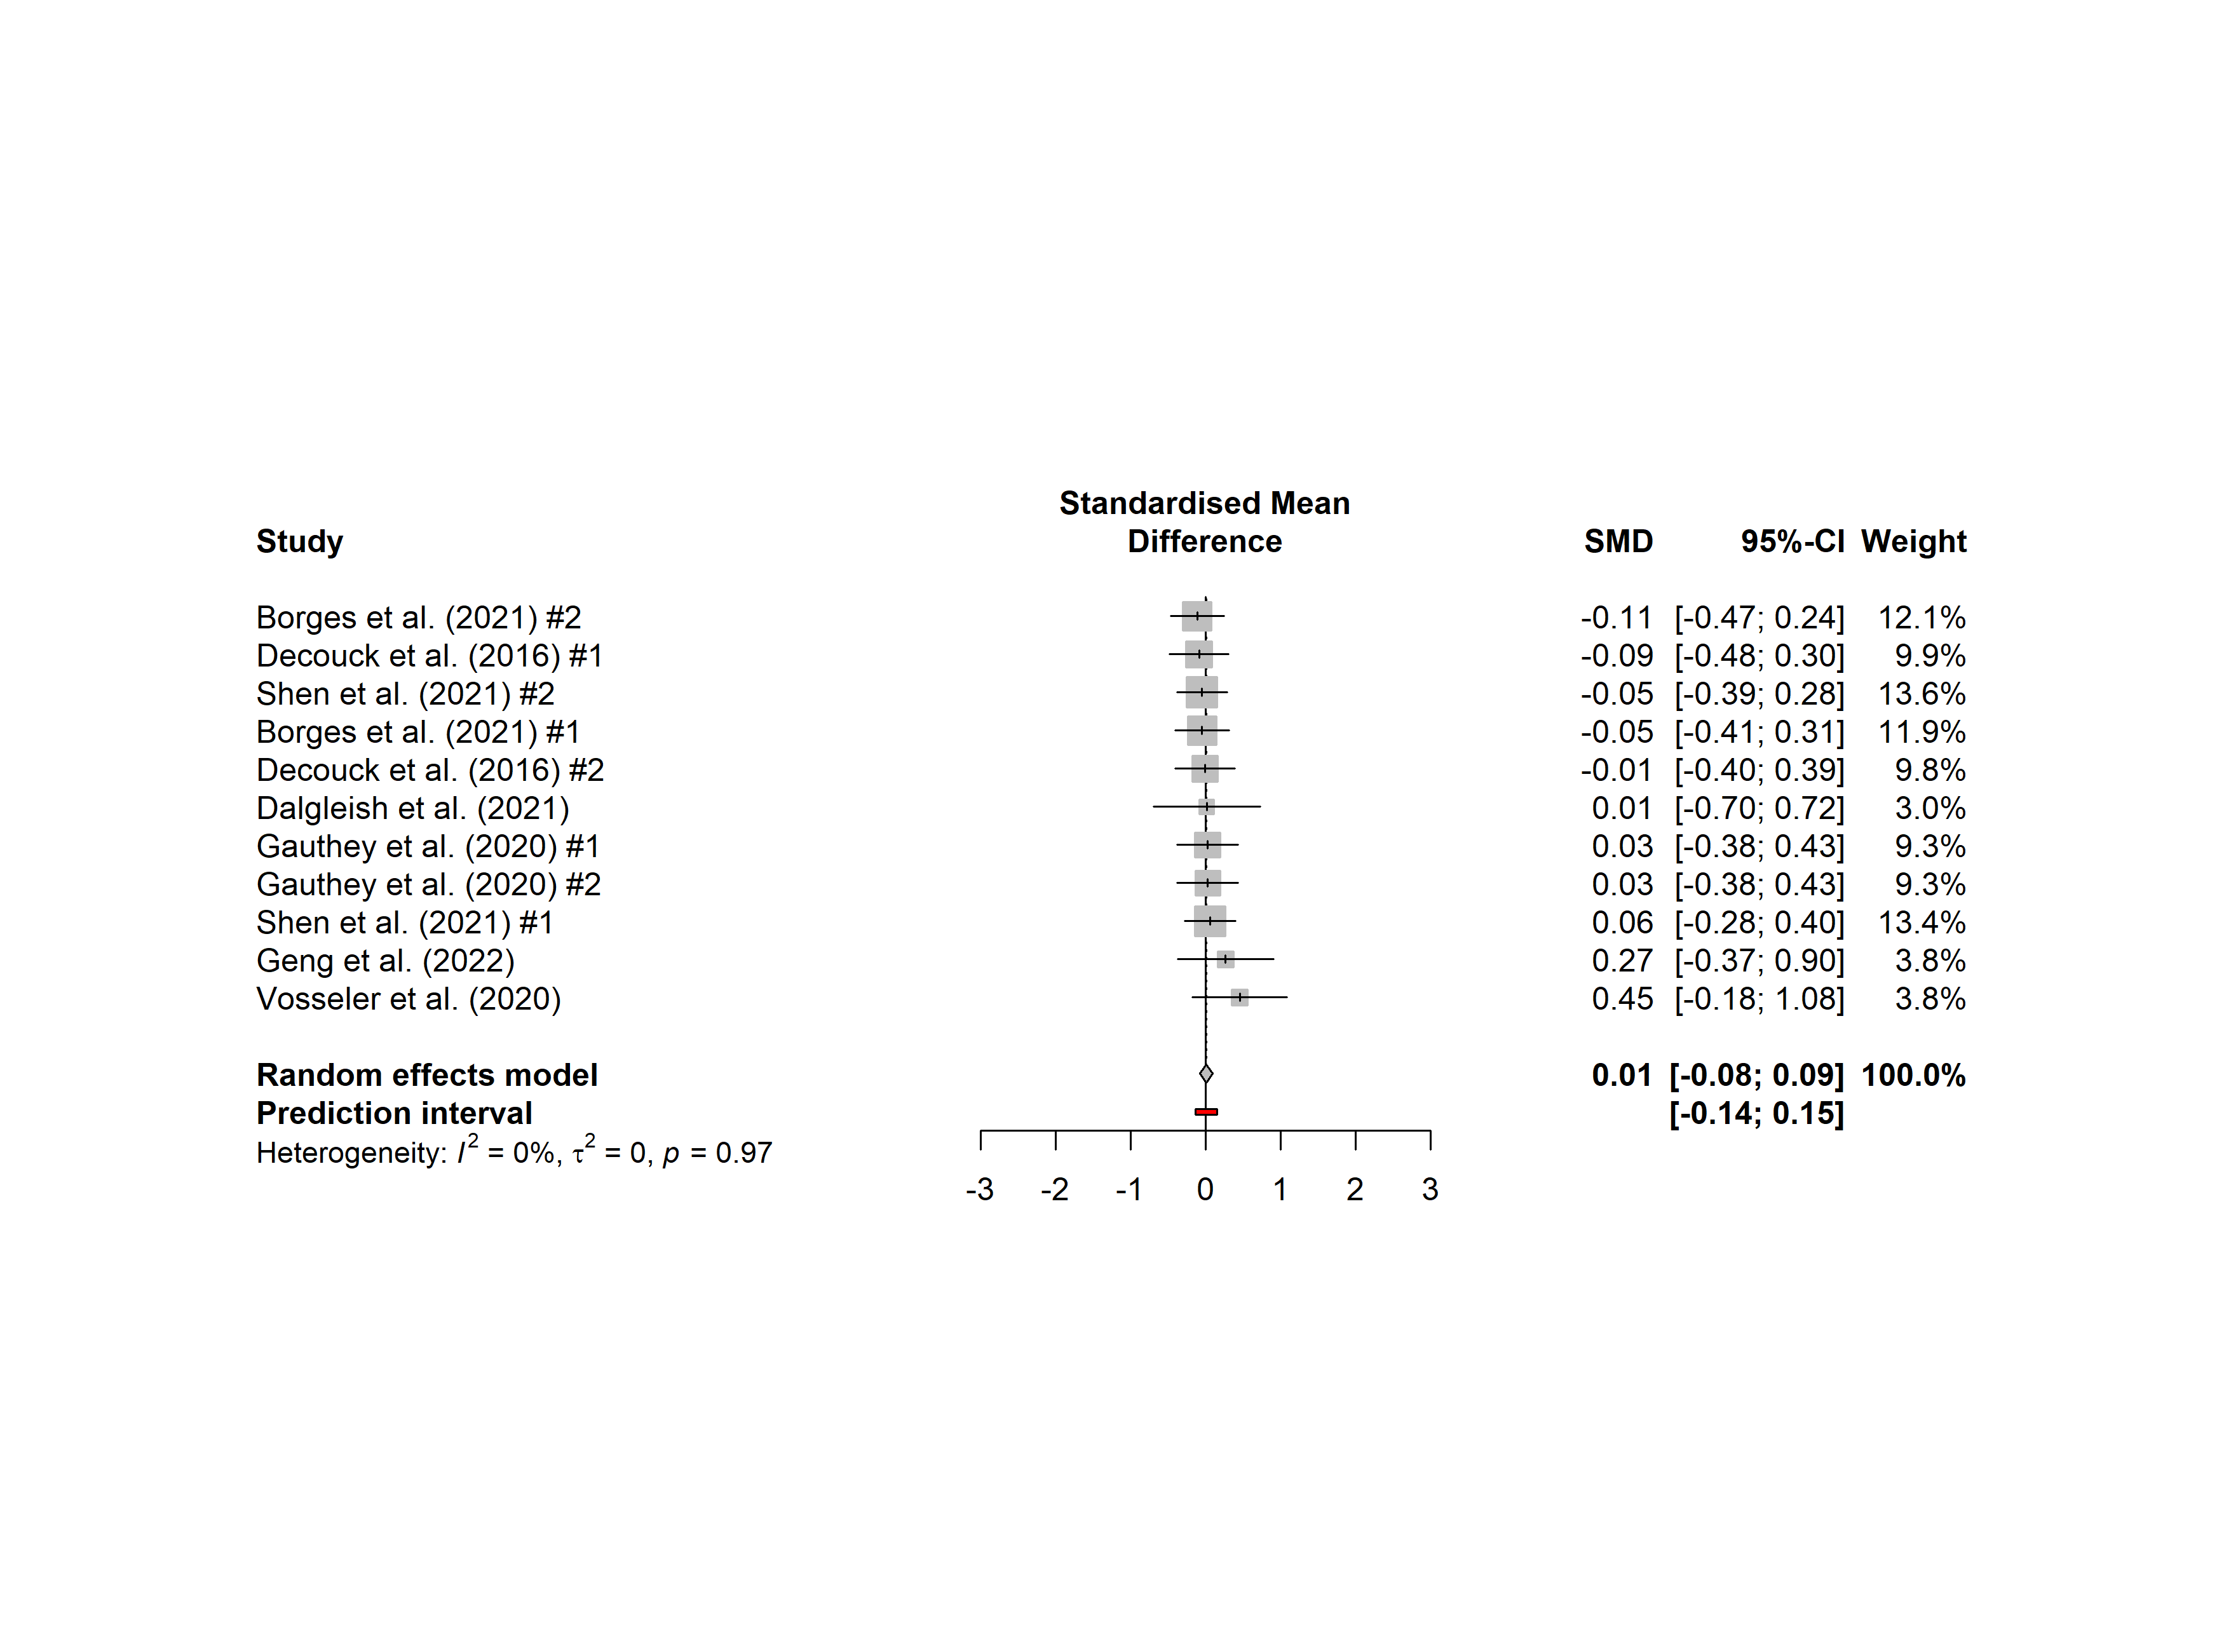 Standardised Mean
Study Difference SMD 95%-CI Weight
Borges et al. (2021) #2 -0.11 [-0.47; 0.24] 12.1%
Decouck et al. (2016) #1 -0.09 [-0.48; 0.30] 9.9%
Shen et al. (2021) #2 -0.05 [-0.39; 0.28] 13.6%
Borges et al. (2021) #1 -0.05 [-0.41; 0.31] 11.9%
Decouck et al. (2016) #2 -0.01 [-0.40; 0.39] 9.8%
Dalgleish et al. (2021) 0.01 [-0.70; 0.72] 3.0%
Gauthey et al. (2020) #1 0.03 [-0.38; 0.43] 9.3%
Gauthey et al. (2020) #2 0.03 [-0.38; 0.43] 9.3%
Shen et al. (2021) #1 0.06 [-0.28; 0.40] 13.4%
Geng et al. (2022) 0.27 [-0.37; 0.90] 3.8%
Vosseler et al. (2020) 0.45 [-0.18; 1.08] 3.8%
Random effects model 0.01 [-0.08; 0.09] 100.0%
Prediction interval [-0.14; 0.15]
Heterogeneity: I² = 0%, τ² = 0, p = 0.97
-3 -2 -1 0 1 2 3